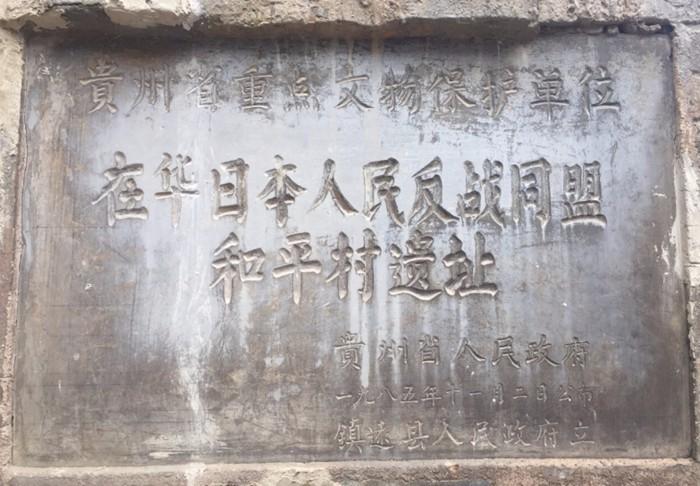 貴州省重点文物保护单位
在华日本人民反战同盟
和平村遗址
貴州省人民政府
一九八五年十一月二日公布
镇远县人民政府立